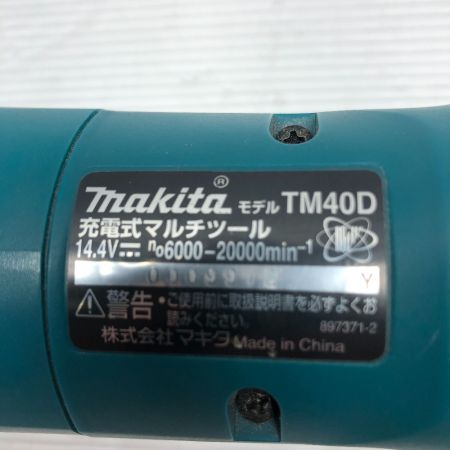 makita® モデル TM40D
充電式マルチツール
14.4V⎓ n₀6000-20000min⁻¹
Y
⚠警告・ご使用前に取扱説明書を必ずよくお
読みください。
897371-2
株式会社マキタ Made in China